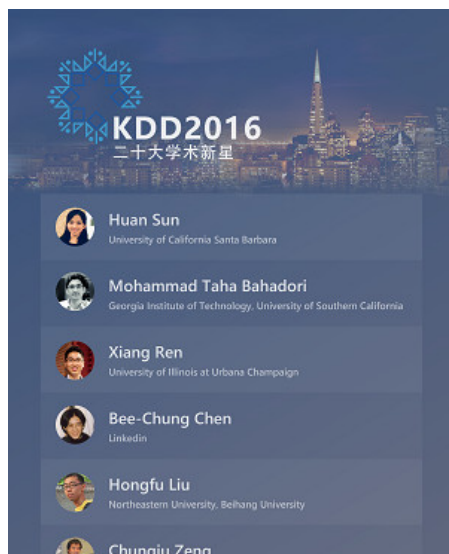 KDD2016
二十大学术新星
Huan Sun
University of California Santa Barbara
Mohammad Taha Bahadori
Georgia Institute of Technology, University of Southern California
Xiang Ren
University of Illinois at Urbana Champaign
Bee-Chung Chen
Linkedin
Hongfu Liu
Northeastern University, Beihang University
Chunqiu Zeng